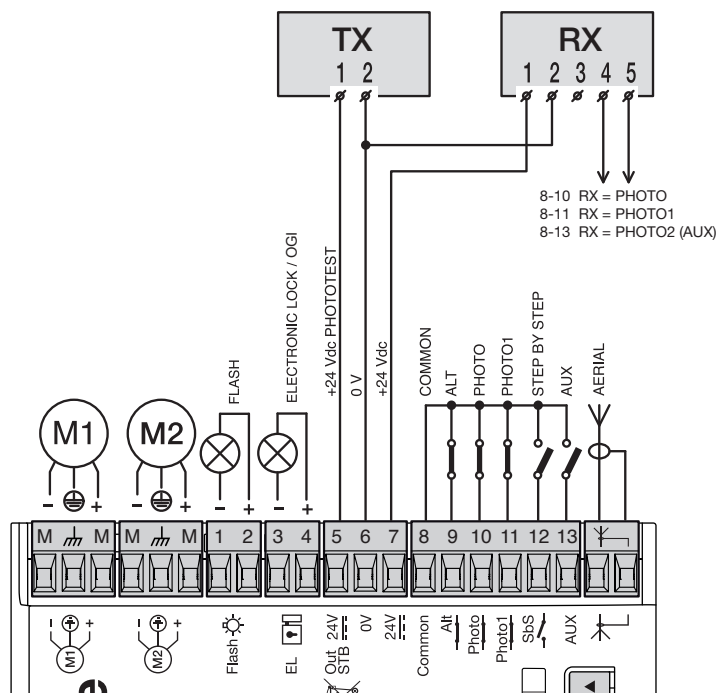 TX
1 2
RX
1 2 3 4 5
8-10 RX = PHOTO
8-11 RX = PHOTO1
8-13 RX = PHOTO2 (AUX)
FLASH
ELECTRONIC LOCK / OGI
+24 Vdc PHOTOTEST
0 V
+24 Vdc
COMMON
ALT
PHOTO
PHOTO1
STEP BY STEP
AUX
AERIAL
M1
M2
- +
- +
- +
- +
M M M M 1 2 3 4 5 6 7 8 9 10 11 12 13
- +
M1
- +
M2
Flash
EL
Out 24V
STB
0V
24V
Common
Alt
Photo
Photo1
SbS
AUX